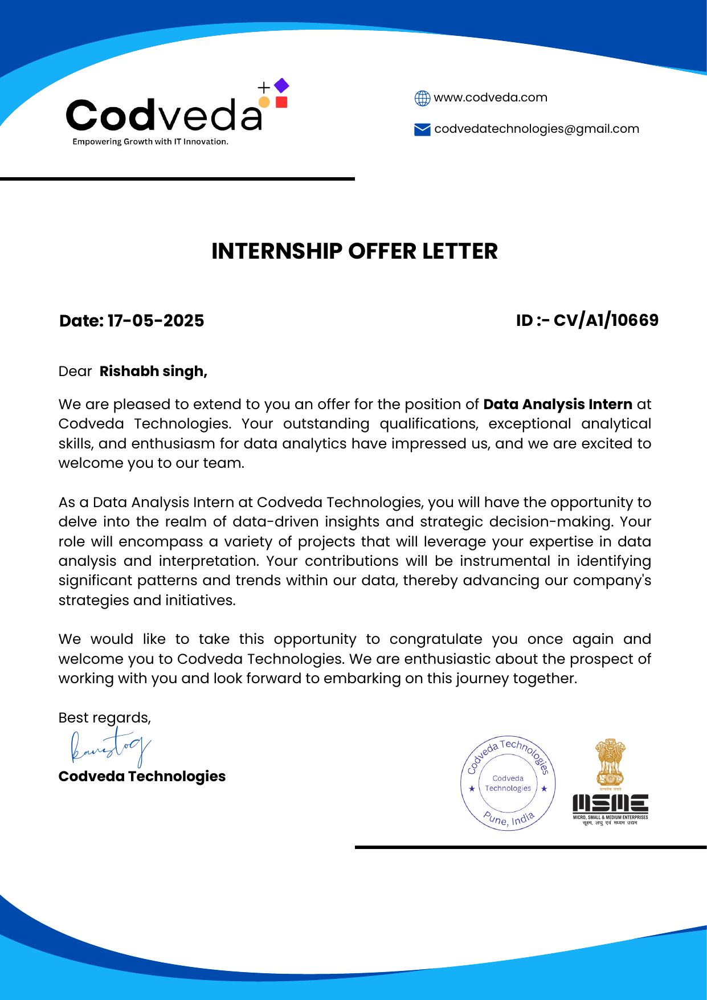 Codveda
Empowering Growth with IT Innovation.
www.codveda.com
codvedatechnologies@gmail.com
INTERNSHIP OFFER LETTER
Date: 17-05-2025
ID :- CV/A1/10669
Dear Rishabh singh,
We are pleased to extend to you an offer for the position of Data Analysis Intern at
Codveda Technologies. Your outstanding qualifications, exceptional analytical
skills, and enthusiasm for data analytics have impressed us, and we are excited to
welcome you to our team.
As a Data Analysis Intern at Codveda Technologies, you will have the opportunity to
delve into the realm of data-driven insights and strategic decision-making. Your
role will encompass a variety of projects that will leverage your expertise in data
analysis and interpretation. Your contributions will be instrumental in identifying
significant patterns and trends within our data, thereby advancing our company's
strategies and initiatives.
We would like to take this opportunity to congratulate you once again and
welcome you to Codveda Technologies. We are enthusiastic about the prospect of
working with you and look forward to embarking on this journey together.
Best regards,
Codveda Technologies
Codveda Technologies
Codveda
Technologies
Pune, India
सत्यमेव जयते
MSME
MICRO, SMALL & MEDIUM ENTERPRISES
सूक्ष्म, लघु एवं मध्यम उद्यम